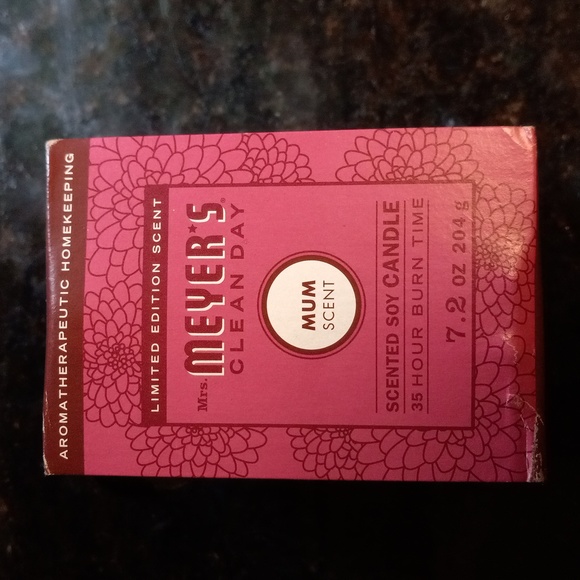 AROMATHERAPEUTIC HOMEKEEPING
LIMITED EDITION SCENT
Mrs.
MEYER'S
CLEAN DAY®
MUM
SCENT
SCENTED SOY CANDLE
35 HOUR BURN TIME
7.2 OZ 204 g